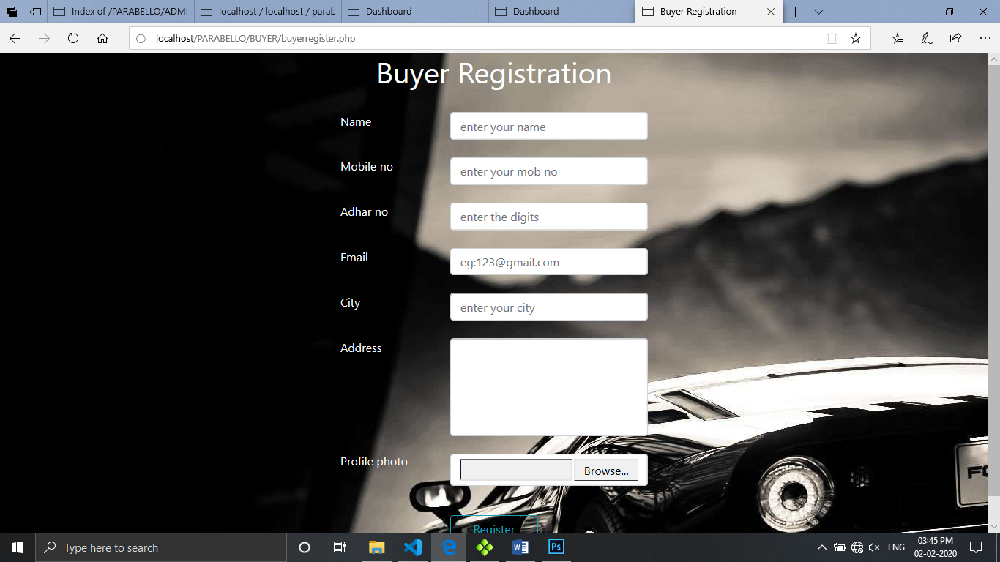 Index of /PARABELLO/ADMI
localhost / localhost / parab
Dashboard
Dashboard
Buyer Registration
localhost/PARABELLO/BUYER/buyerregister.php
Buyer Registration
Name
enter your name
Mobile no
enter your mob no
Adhar no
enter the digits
Email
eg:123@gmail.com
City
enter your city
Address
Profile photo
Browse...
Register
Type here to search
W
Ps
ENG
03:45 PM
02-02-2020